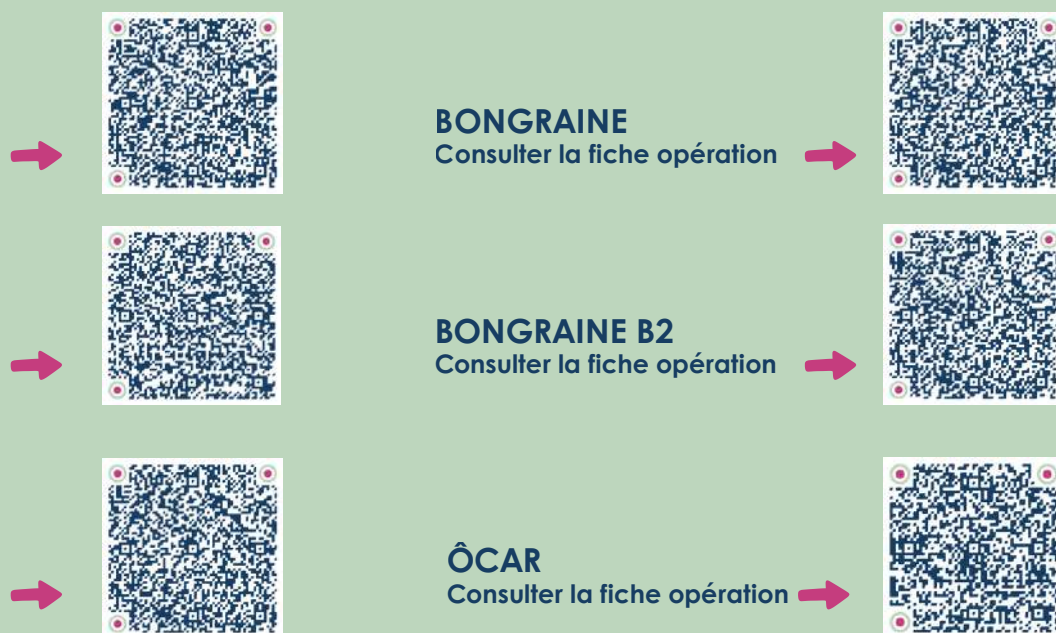 BONGRAINE
Consulter la fiche opération
BONGRAINE B2
Consulter la fiche opération
ÔCAR
Consulter la fiche opération